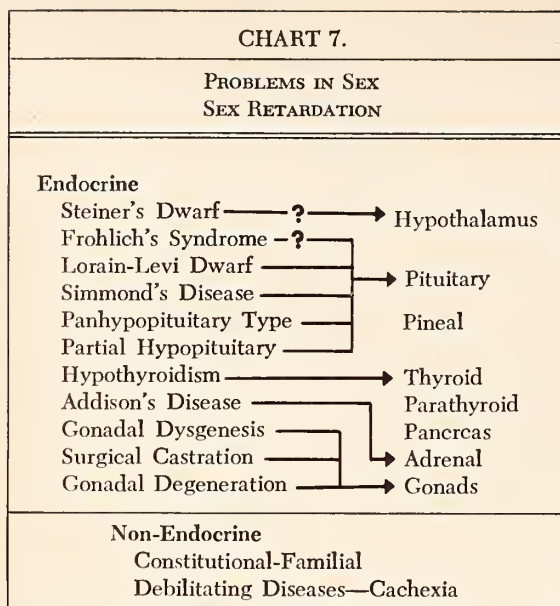 CHART 7.
PROBLEMS IN SEX
SEX RETARDATION
Endocrine
Steiner's Dwarf ? Hypothalamus
Frohlich's Syndrome ?
Lorain-Levi Dwarf
Pituitary
Simmond's Disease
Panhypopituitary Type Pineal
Partial Hypopituitary
Hypothyroidism Thyroid
Addison's Disease Parathyroid
Gonadal Dysgenesis Pancreas
Surgical Castration Adrenal
Gonadal Degeneration Gonads
Non-Endocrine
Constitutional-Familial
Debilitating Diseases—Cachexia